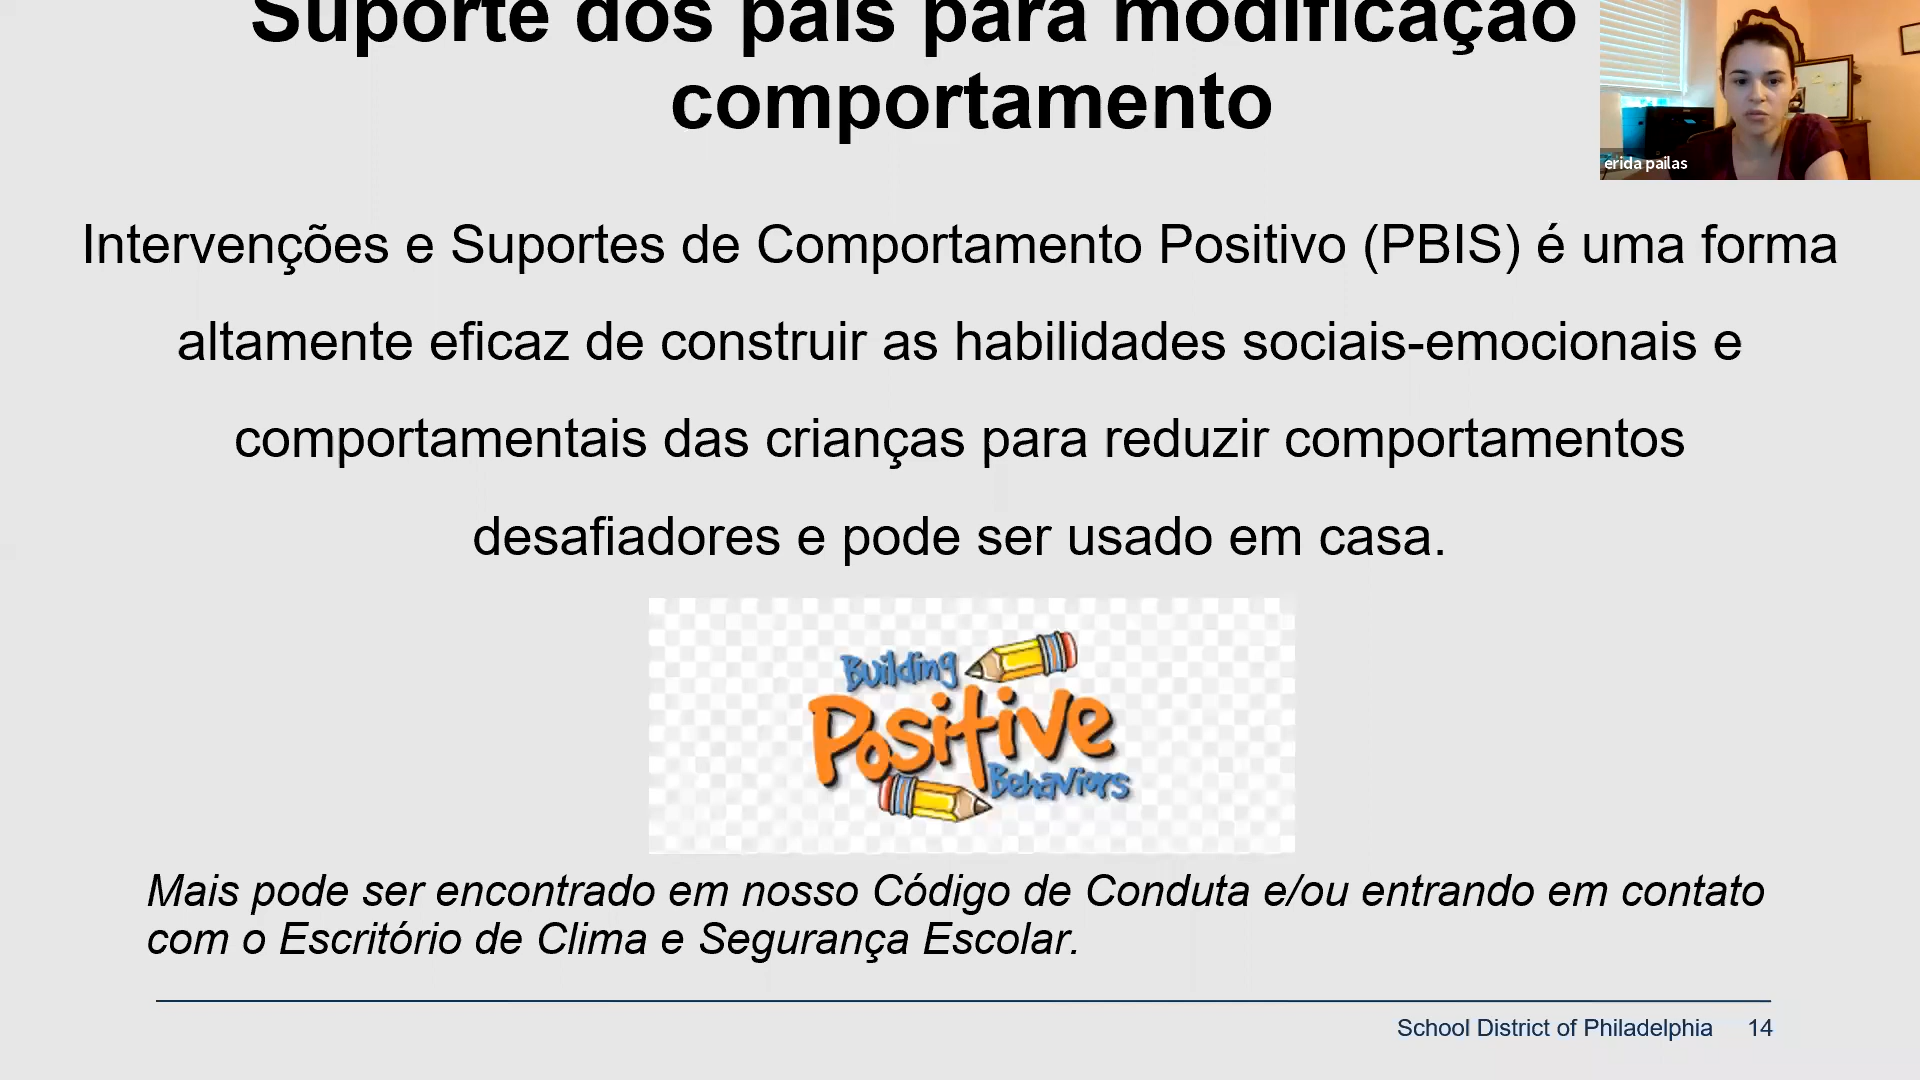 Suporte dos pais para modificação
comportamento
erida pailas
Intervenções e Suportes de Comportamento Positivo (PBIS) é uma forma
altamente eficaz de construir as habilidades sociais-emocionais e
comportamentais das crianças para reduzir comportamentos
desafiadores e pode ser usado em casa.
Building
Positive
Behaviors
Mais pode ser encontrado em nosso Código de Conduta e/ou entrando em contato
com o Escritório de Clima e Segurança Escolar.
School District of Philadelphia 14